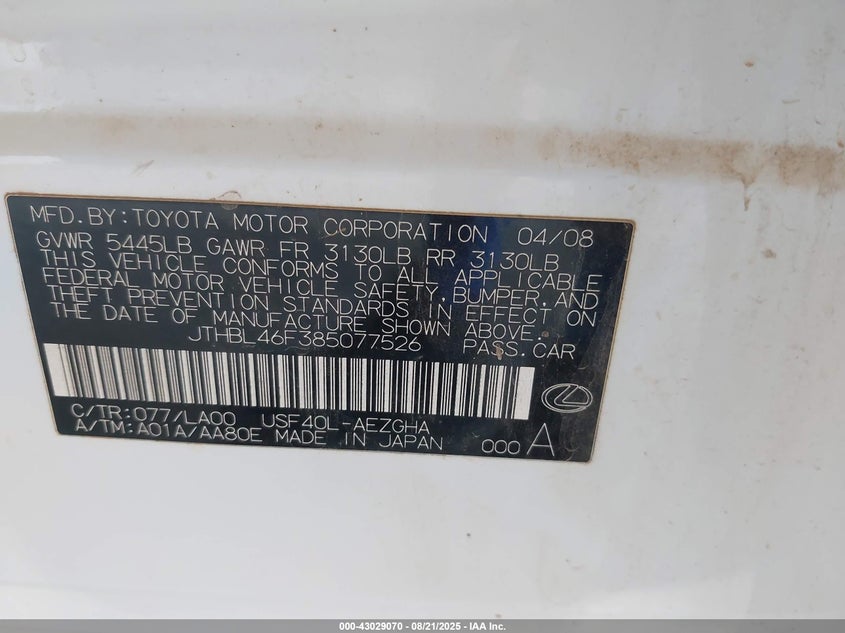 MFD.BY:TOYOTA MOTOR CORPORATION 04/08
GVWR 5445LB GAWR FR 3130LB RR 3130LB
THIS VEHICLE CONFORMS TO ALL APPLICABLE
FEDERAL MOTOR VEHICLE SAFETY,BUMPER,AND
THEFT PREVENTION STANDARDS IN EFFECT ON
THE DATE OF MANUFACTURE SHOWN ABOVE.
JTHBL46F385077526 PASS.CAR
C/TR:077/LA00 USF40L-AEZGHA
A/TM:A01A/AA80E MADE IN JAPAN 000 A
000-43029070 - 08/21/2025 - IAA Inc.